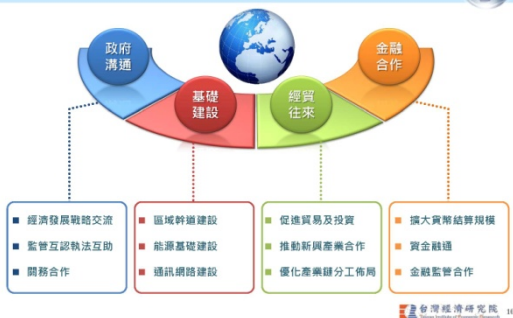 政府
溝通
基礎
建設
經貿
往來
金融
合作
經濟發展戰略交流
監管互認執法互助
關務合作
區域幹道建設
能源基礎建設
通訊網路建設
促進貿易及投資
推動新興產業合作
優化產業鏈分工佈局
擴大貨幣結算規模
資金融通
金融監管合作
台灣經濟研究院
Taiwan Institute of Economic Research